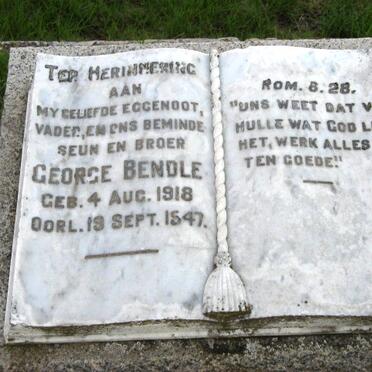 TER HERINNERING
AAN
MY GELIEFDE EGGENOOT,
VADER, EN ONS BEMINDE
SEUN EN BROER
GEORGE BENDLE
GEB. 4 AUG. 1918
OORL. 19 SEPT. 1947.
ROM. 8. 28.
"ONS WEET DAT V
HULLE WAT GOD L
HET, WERK ALLES
TEN GOEDE."